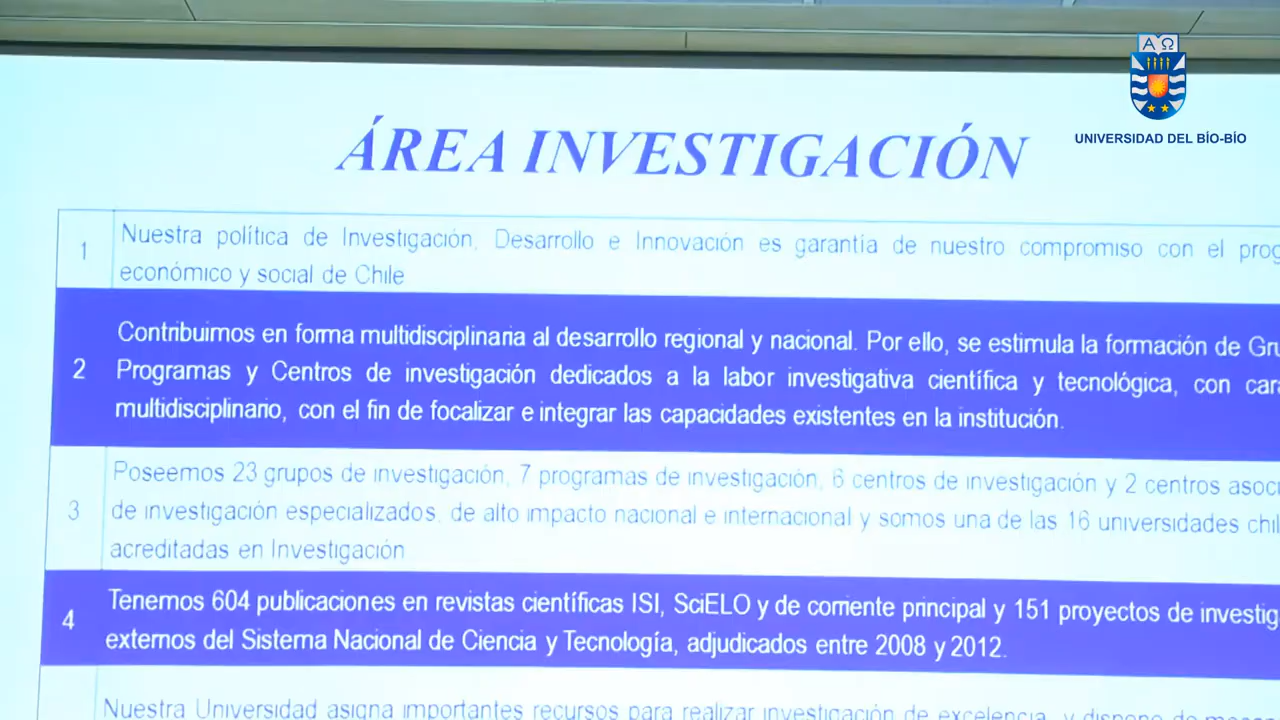 ΑΩ
UNIVERSIDAD DEL BÍO-BÍO
ÁREA INVESTIGACIÓN
1
Nuestra política de Investigación, Desarrollo e Innovación es garantía de nuestro compromiso con el prog
económico y social de Chile
2
Contribuimos en forma multidisciplinaria al desarrollo regional y nacional. Por ello, se estimula la formación de Gru
Programas y Centros de investigación dedicados a la labor investigativa científica y tecnológica, con car
multidisciplinario, con el fin de focalizar e integrar las capacidades existentes en la institución.
3
Poseemos 23 grupos de investigación, 7 programas de investigación, 6 centros de investigación y 2 centros asoc
de investigación especializados, de alto impacto nacional e internacional y somos una de las 16 universidades chil
acreditadas en Investigación
4
Tenemos 604 publicaciones en revistas científicas ISI, SciELO y de corriente principal y 151 proyectos de investig
externos del Sistema Nacional de Ciencia y Tecnología, adjudicados entre 2008 y 2012.
Nuestra Universidad asigna importantes recursos para realizar investigación de excelencia, y dispone de